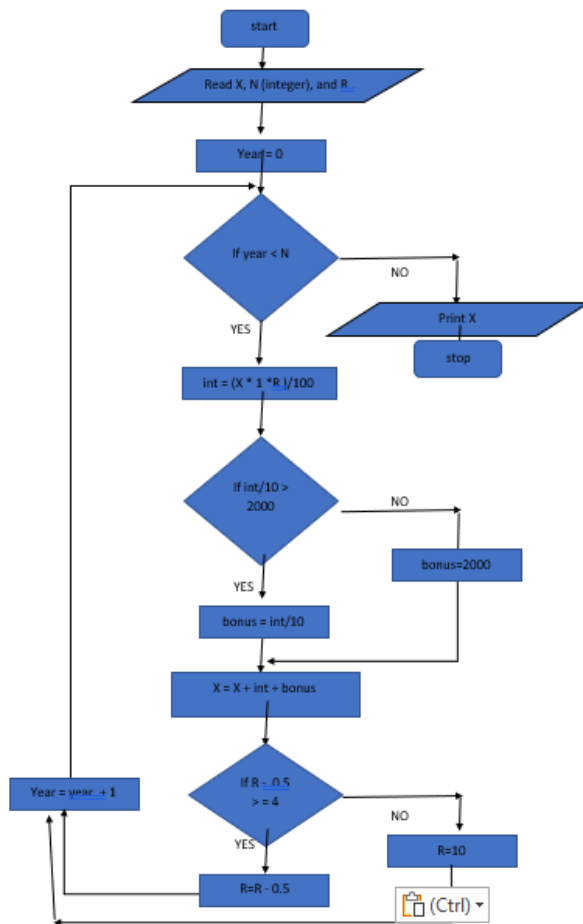 start
Read X, N (integer), and R
Year = 0
If year < N
NO
Print X
stop
YES
int = (X * 1 *R )/100
If int/10 >
2000
NO
bonus=2000
YES
bonus = int/10
X = X + int + bonus
If R - 0.5
> = 4
NO
R=10
YES
R=R - 0.5
Year = year + 1
(Ctrl)